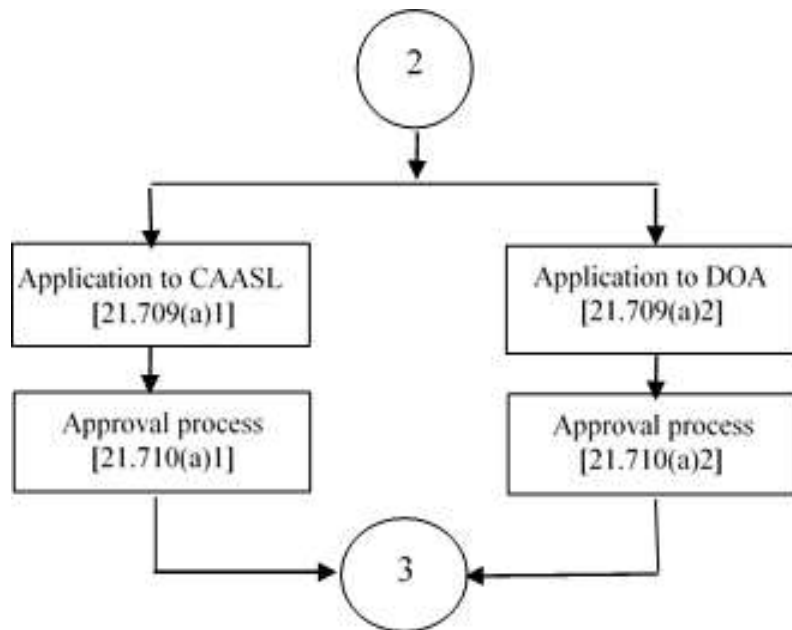 2
Application to CAASL
[21.709(a)1]
Application to DOA
[21.709(a)2]
Approval process
[21.710(a)1]
Approval process
[21.710(a)2]
3